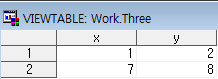 VIEWTABLE: Work.Three
x y
1 1 2
2 7 8